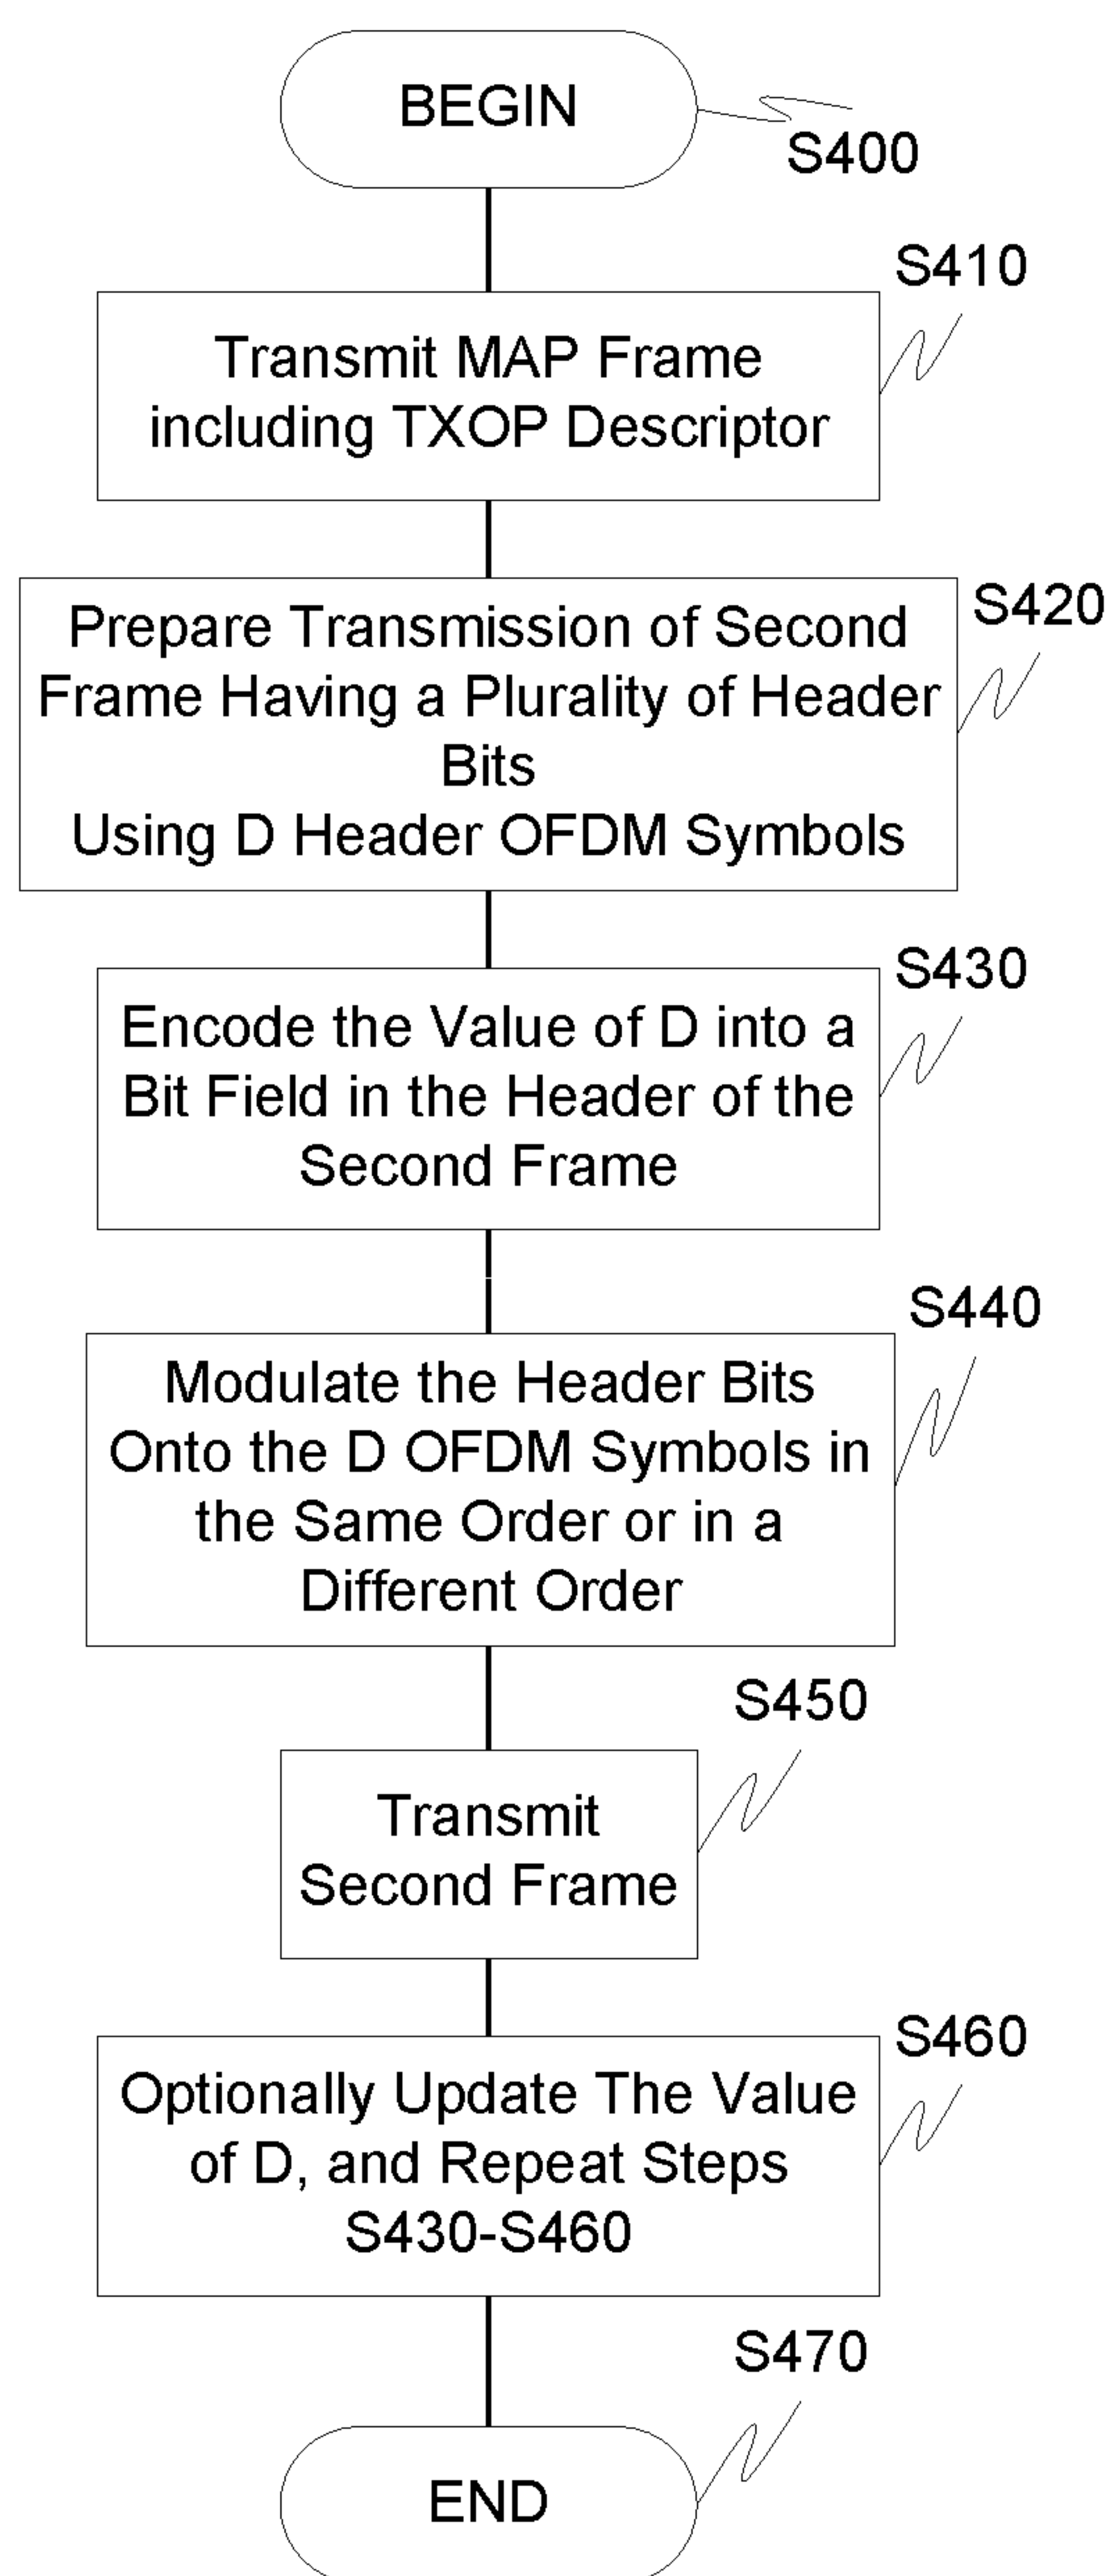 BEGIN
S400
S410
Transmit MAP Frame
including TXOP Descriptor
S420
Prepare Transmission of Second
Frame Having a Plurality of Header
Bits
Using D Header OFDM Symbols
S430
Encode the Value of D into a
Bit Field in the Header of the
Second Frame
S440
Modulate the Header Bits
Onto the D OFDM Symbols in
the Same Order or in a
Different Order
S450
Transmit
Second Frame
S460
Optionally Update The Value
of D, and Repeat Steps
S430-S460
S470
END